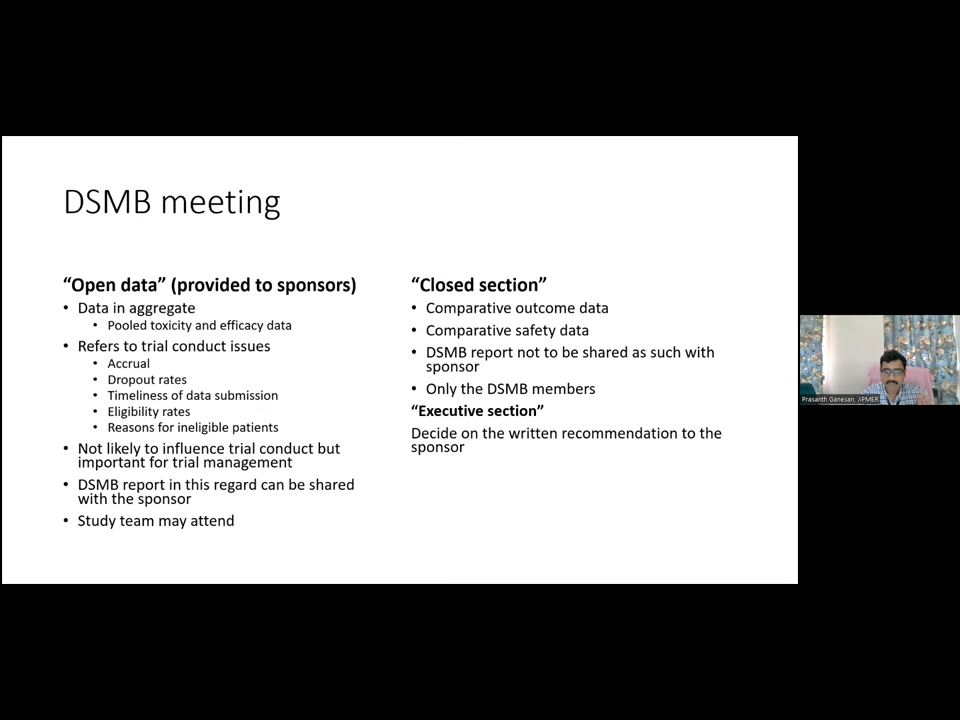 DSMB meeting
“Open data” (provided to sponsors)
• Data in aggregate
• Pooled toxicity and efficacy data
• Refers to trial conduct issues
• Accrual
• Dropout rates
• Timeliness of data submission
• Eligibility rates
• Reasons for ineligible patients
• Not likely to influence trial conduct but
important for trial management
• DSMB report in this regard can be shared
with the sponsor
• Study team may attend
“Closed section”
• Comparative outcome data
• Comparative safety data
• DSMB report not to be shared as such with
sponsor
• Only the DSMB members
“Executive section”
Decide on the written recommendation to the
sponsor
Prasanth Ganesan, JIPMER